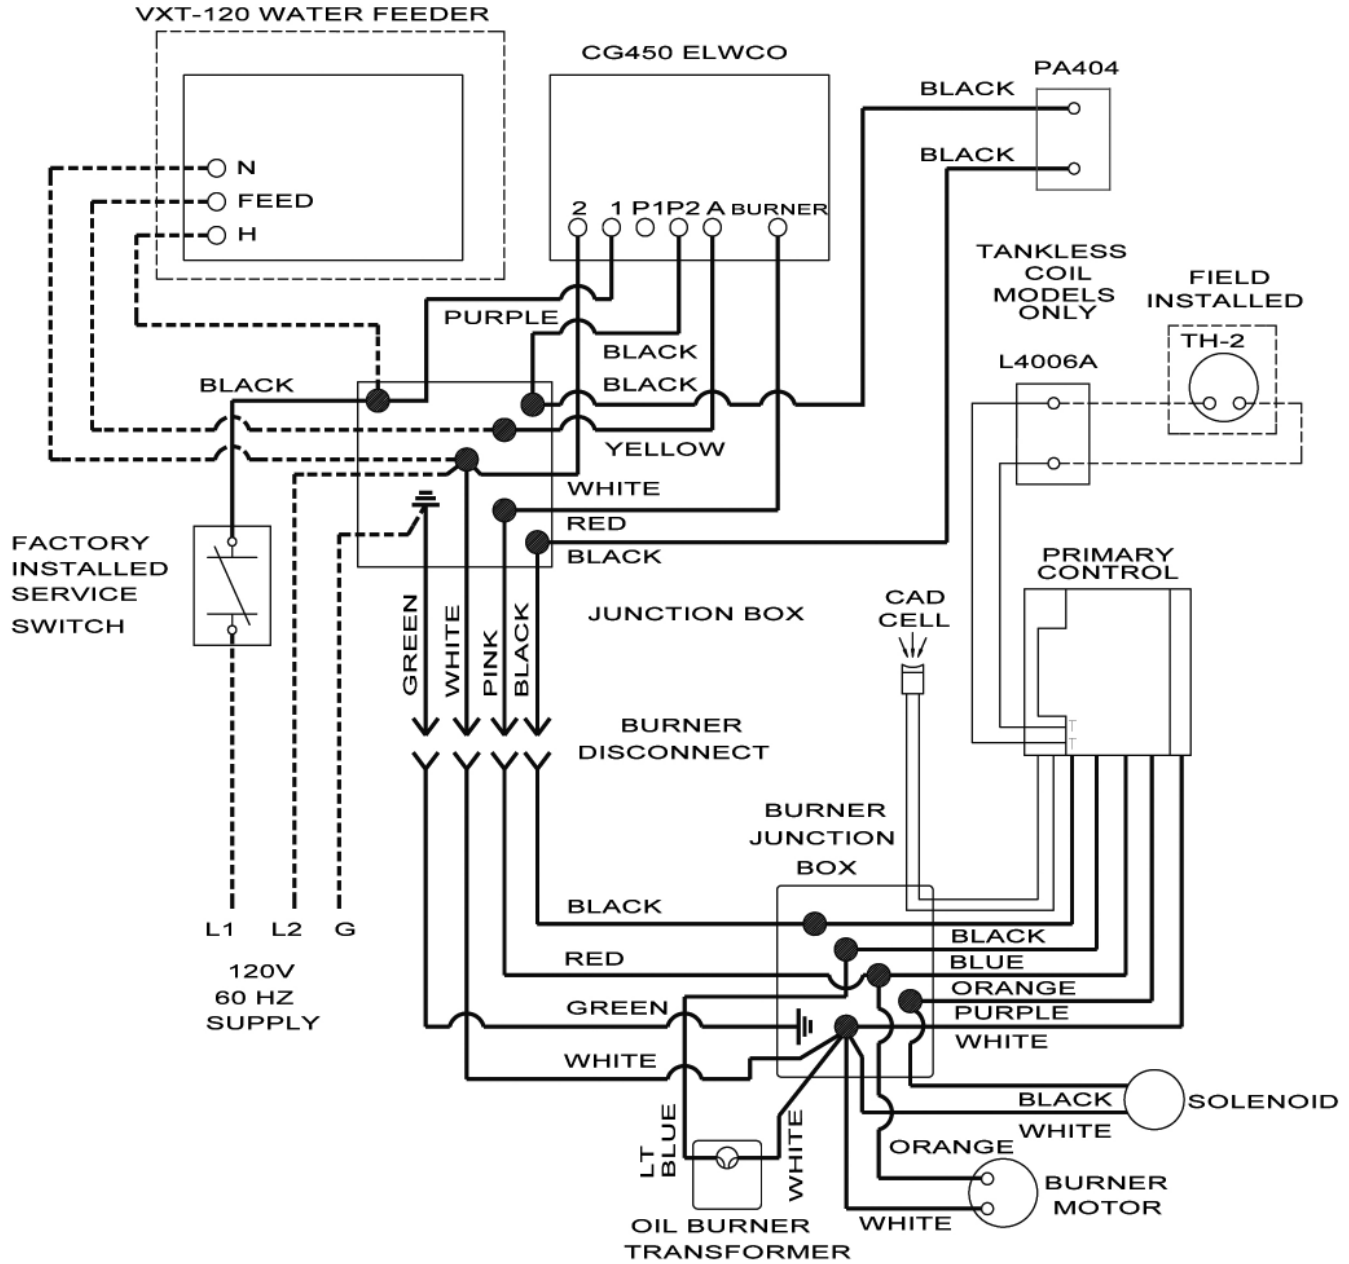 VXT-120 WATER FEEDER
CG450 ELWCO
PA404
BLACK
BLACK
N
FEED
H
2 1 P1 P2 A BURNER
TANKLESS
COIL
MODELS
ONLY
FIELD
INSTALLED
TH-2
L4006A
PURPLE
BLACK
BLACK
BLACK
YELLOW
WHITE
RED
BLACK
FACTORY
INSTALLED
SERVICE
SWITCH
PRIMARY
CONTROL
CAD
CELL
JUNCTION BOX
GREEN
WHITE
PINK
BLACK
T
T
BURNER
DISCONNECT
BURNER
JUNCTION
BOX
L1 L2 G
120V
60 HZ
SUPPLY
BLACK
RED
GREEN
WHITE
BLACK
BLUE
ORANGE
PURPLE
WHITE
BLACK
SOLENOID
WHITE
LT
BLUE
WHITE
ORANGE
BURNER
MOTOR
WHITE
OIL BURNER
TRANSFORMER